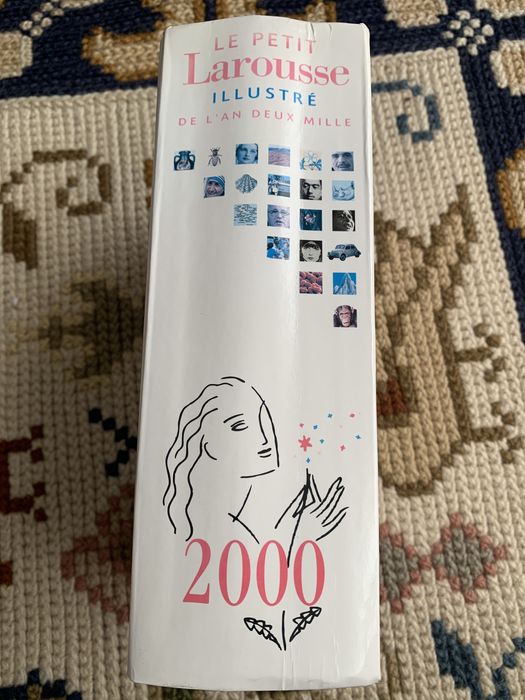 LE PETIT
Larousse
ILLUSTRÉ
DE L'AN DEUX MILLE
2000